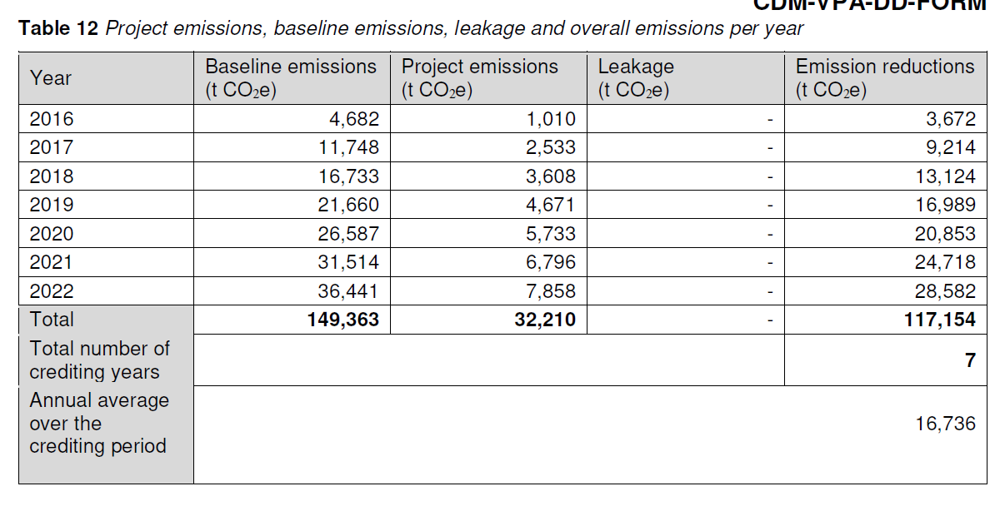 CDM-VPA-DD-FORM
Table 12 Project emissions, baseline emissions, leakage and overall emissions per year
Year Baseline emissions (t CO₂e) Project emissions (t CO₂e) Leakage (t CO₂e) Emission reductions (t CO₂e)
2016 4,682 1,010 - 3,672
2017 11,748 2,533 - 9,214
2018 16,733 3,608 - 13,124
2019 21,660 4,671 - 16,989
2020 26,587 5,733 - 20,853
2021 31,514 6,796 - 24,718
2022 36,441 7,858 - 28,582
Total 149,363 32,210 - 117,154
Total number of
crediting years 7
Annual average
over the 16,736
crediting period